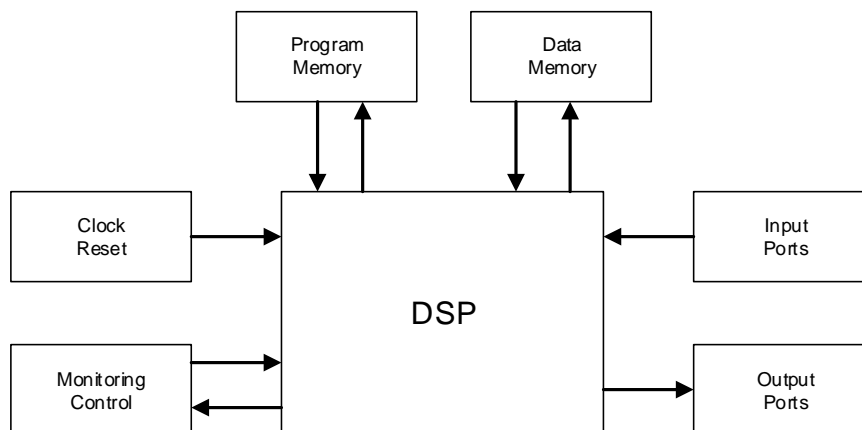 Program
Memory
Data
Memory
Clock
Reset
Input
Ports
DSP
Monitoring
Control
Output
Ports